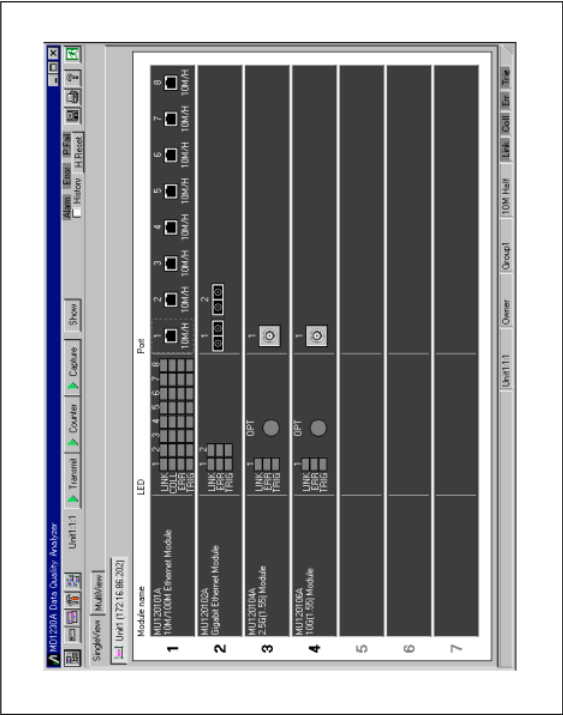 MD1230A Data Quality Analyzer
Unit1:1:1 Transmit Counter Capture Show Alarm Error P.Fail
History H.Reset
SingleView MultiView
Unit1 (172.16.86.202)
Module name LED Port
1 MU120101A
10M/100M Ethernet Module
1 2 3 4 5 6 7 8
LINK
COLL
ERR
TRIG
1 2 3 4 5 6 7 8
10M/H 10M/H 10M/H 10M/H 10M/H 10M/H 10M/H 10M/H
2 MU120102A
Gigabit Ethernet Module
1 2
LINK
ERR
TRIG
1 2
3 MU120104A
2.5G(1.55) Module
1 OPT
LINK
ERR
TRIG
1
4 MU120106A
10G(1.55) Module
1 OPT
LINK
ERR
TRIG
1
5
6
7
Unit1:1:1 Owner Group1 10M Half Link Coll Err Trig